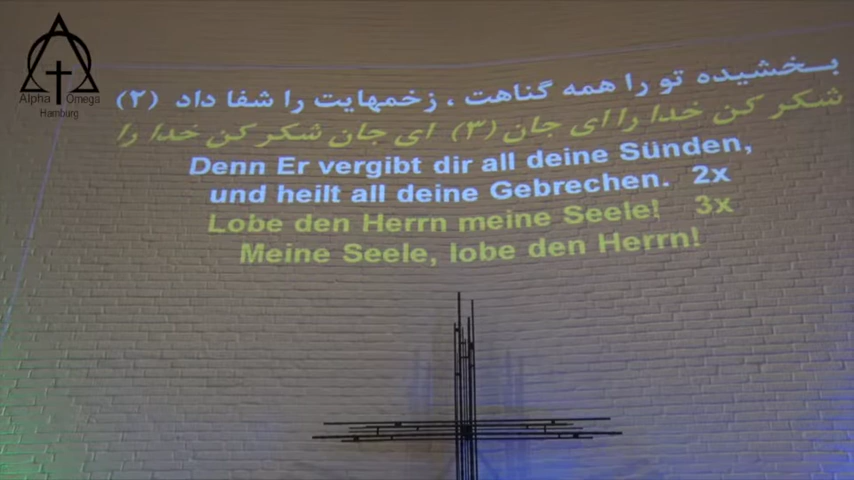 Alpha Omega
Hamburg
بخشیده تو را همه گناهت ، زخمهایت را شفا داد (۲)
شکر کن خدا را ای جان (۳) ای جان شکر کن خدا را
Denn Er vergibt dir all deine Sünden,
und heilt all deine Gebrechen. 2x
Lobe den Herrn meine Seele! 3x
Meine Seele, lobe den Herrn!